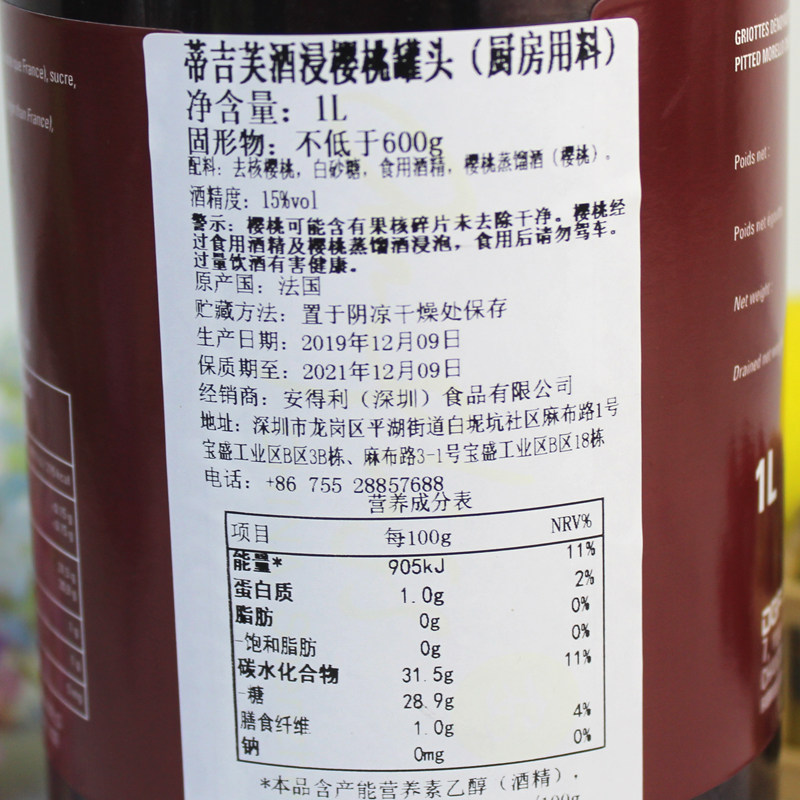 que France), sucre,
than France),
蒂吉芙酒浸樱桃罐头（厨房用料）
净含量：1L
固形物：不低于600g
配料：去核樱桃，白砂糖，食用酒精，樱桃蒸馏酒（樱桃）。
酒精度：15%vol
警示：樱桃可能含有果核碎片未去除干净。樱桃经
过食用酒精及樱桃蒸馏酒浸泡，食用后请勿驾车。
过量饮酒有害健康。
原产国：法国
贮藏方法：置于阴凉干燥处保存
生产日期：2019年12月09日
保质期至：2021年12月09日
经销商：安得利（深圳）食品有限公司
地址：深圳市龙岗区平湖街道白坭坑社区麻布路1号
宝盛工业区B区3B栋、麻布路3-1号宝盛工业区B区18栋
电话：+86 755 28857688
营养成分表
项目 每100g NRV%
能量* 905kJ 11%
蛋白质 1.0g 2%
脂肪 0g 0%
-饱和脂肪 0g 0%
碳水化合物 31.5g 11%
-糖 28.9g
膳食纤维 1.0g 4%
钠 0mg 0%
*本品含产能营养素乙醇（酒精），
/100g
GRIOTTES
PITTED
Poids net :
Poids net
Net weight
Drained net
1L